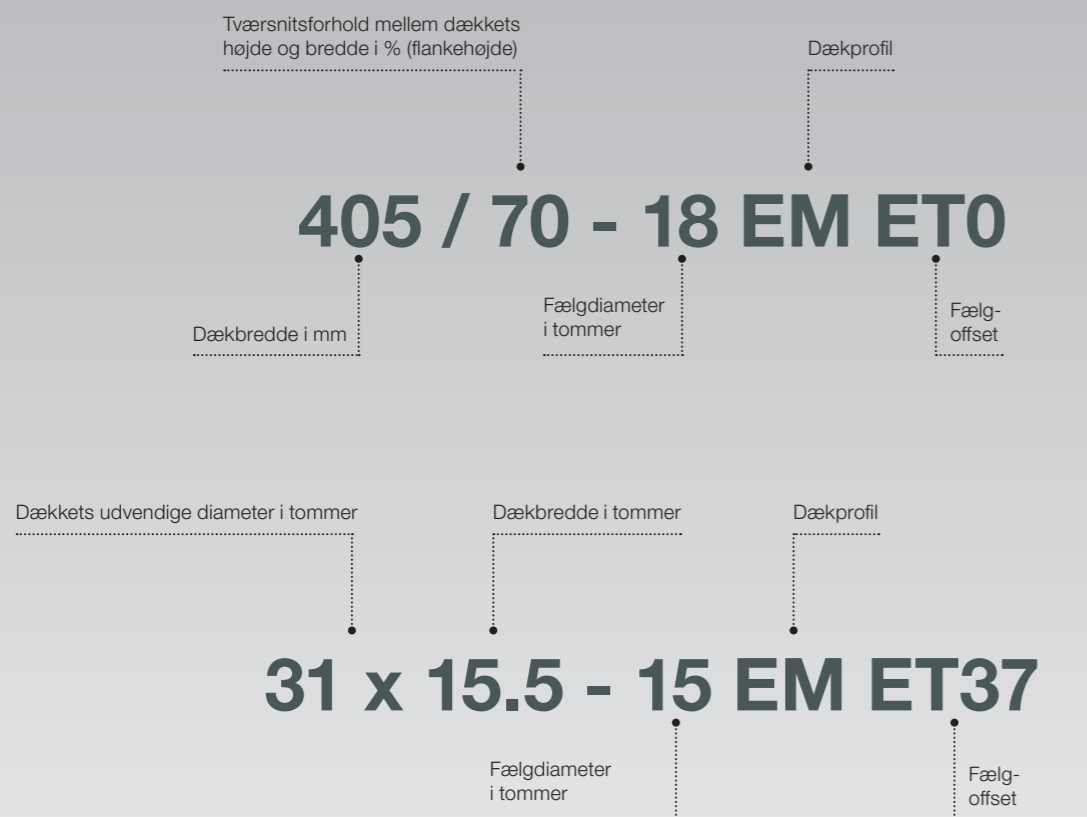 Tværsnitsforhold mellem dækkets
højde og bredde i % (flankehøjde)
Dækprofil
405 / 70 - 18 EM ET0
Dækbredde i mm
Fælgdiameter
i tommer
Fælg-
offset
Dækkets udvendige diameter i tommer
Dækbredde i tommer
Dækprofil
31 x 15.5 - 15 EM ET37
Fælgdiameter
i tommer
Fælg-
offset